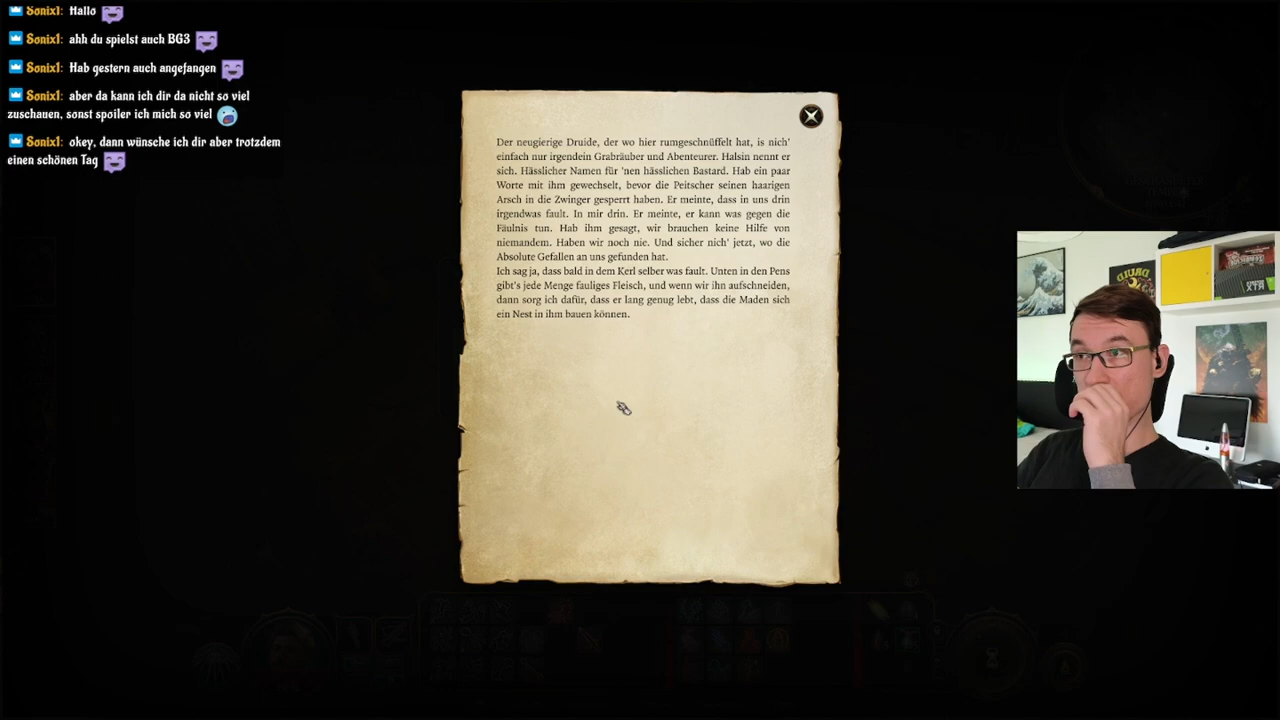 Sønix1: Hallo
Sønix1: ahh du spielst auch BG3
Sønix1: Hab gestern auch angefangen
Sønix1: aber da kann ich dir da nicht so viel
zuschauen, sonst spoiler ich mich so viel
Sønix1: okey, dann wünsche ich dir aber trotzdem
einen schönen Tag
Der neugierige Druide, der wo hier rumgeschnüffelt hat, is nich'
einfach nur irgendein Grabräuber und Abenteurer. Halsin nennt er
sich. Hässlicher Namen für 'nen hässlichen Bastard. Hab ein paar
Worte mit ihm gewechselt, bevor die Peitscher seinen haarigen
Arsch in die Zwinger gesperrt haben. Er meinte, dass in uns drin
irgendwas fault. In mir drin. Er meinte, er kann was gegen die
Fäulnis tun. Hab ihm gesagt, wir brauchen keine Hilfe von
niemandem. Haben wir noch nie. Und sicher nich' jetzt, wo die
Absolute Gefallen an uns gefunden hat.
Ich sag ja, dass bald in dem Kerl selber was fault. Unten in den Pens
gibt's jede Menge fauliges Fleisch, und wenn wir ihn aufschneiden,
dann sorg ich dafür, dass er lang genug lebt, dass die Maden sich
ein Nest in ihm bauen können.
DRUID